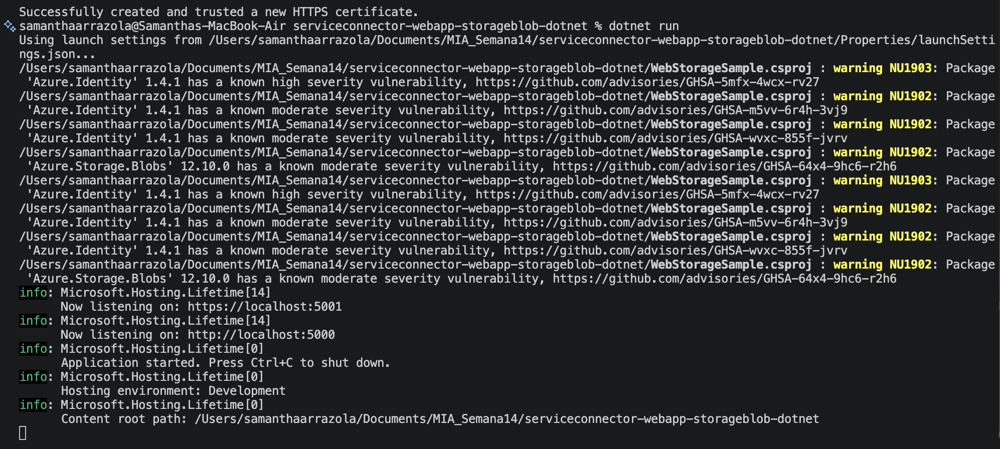 Successfully created and trusted a new HTTPS certificate.
samanthaarrazola@Samanthas-MacBook-Air serviceconnector-webapp-storageblob-dotnet % dotnet run
Using launch settings from /Users/samanthaarrazola/Documents/MIA_Semana14/serviceconnector-webapp-storageblob-dotnet/Properties/launchSetti
ngs.json...
/Users/samanthaarrazola/Documents/MIA_Semana14/serviceconnector-webapp-storageblob-dotnet/WebStorageSample.csproj : warning NU1903: Package
 'Azure.Identity' 1.4.1 has a known high severity vulnerability, https://github.com/advisories/GHSA-5mfx-4wcx-rv27
/Users/samanthaarrazola/Documents/MIA_Semana14/serviceconnector-webapp-storageblob-dotnet/WebStorageSample.csproj : warning NU1902: Package
 'Azure.Identity' 1.4.1 has a known moderate severity vulnerability, https://github.com/advisories/GHSA-m5vv-6r4h-3vj9
/Users/samanthaarrazola/Documents/MIA_Semana14/serviceconnector-webapp-storageblob-dotnet/WebStorageSample.csproj : warning NU1902: Package
 'Azure.Identity' 1.4.1 has a known moderate severity vulnerability, https://github.com/advisories/GHSA-wvxc-855f-jvrv
/Users/samanthaarrazola/Documents/MIA_Semana14/serviceconnector-webapp-storageblob-dotnet/WebStorageSample.csproj : warning NU1902: Package
 'Azure.Storage.Blobs' 12.10.0 has a known moderate severity vulnerability, https://github.com/advisories/GHSA-64x4-9hc6-r2h6
/Users/samanthaarrazola/Documents/MIA_Semana14/serviceconnector-webapp-storageblob-dotnet/WebStorageSample.csproj : warning NU1903: Package
 'Azure.Identity' 1.4.1 has a known high severity vulnerability, https://github.com/advisories/GHSA-5mfx-4wcx-rv27
/Users/samanthaarrazola/Documents/MIA_Semana14/serviceconnector-webapp-storageblob-dotnet/WebStorageSample.csproj : warning NU1902: Package
 'Azure.Identity' 1.4.1 has a known moderate severity vulnerability, https://github.com/advisories/GHSA-m5vv-6r4h-3vj9
/Users/samanthaarrazola/Documents/MIA_Semana14/serviceconnector-webapp-storageblob-dotnet/WebStorageSample.csproj : warning NU1902: Package
 'Azure.Identity' 1.4.1 has a known moderate severity vulnerability, https://github.com/advisories/GHSA-wvxc-855f-jvrv
/Users/samanthaarrazola/Documents/MIA_Semana14/serviceconnector-webapp-storageblob-dotnet/WebStorageSample.csproj : warning NU1902: Package
 'Azure.Storage.Blobs' 12.10.0 has a known moderate severity vulnerability, https://github.com/advisories/GHSA-64x4-9hc6-r2h6
info: Microsoft.Hosting.Lifetime[14]
      Now listening on: https://localhost:5001
info: Microsoft.Hosting.Lifetime[14]
      Now listening on: http://localhost:5000
info: Microsoft.Hosting.Lifetime[0]
      Application started. Press Ctrl+C to shut down.
info: Microsoft.Hosting.Lifetime[0]
      Hosting environment: Development
info: Microsoft.Hosting.Lifetime[0]
      Content root path: /Users/samanthaarrazola/Documents/MIA_Semana14/serviceconnector-webapp-storageblob-dotnet